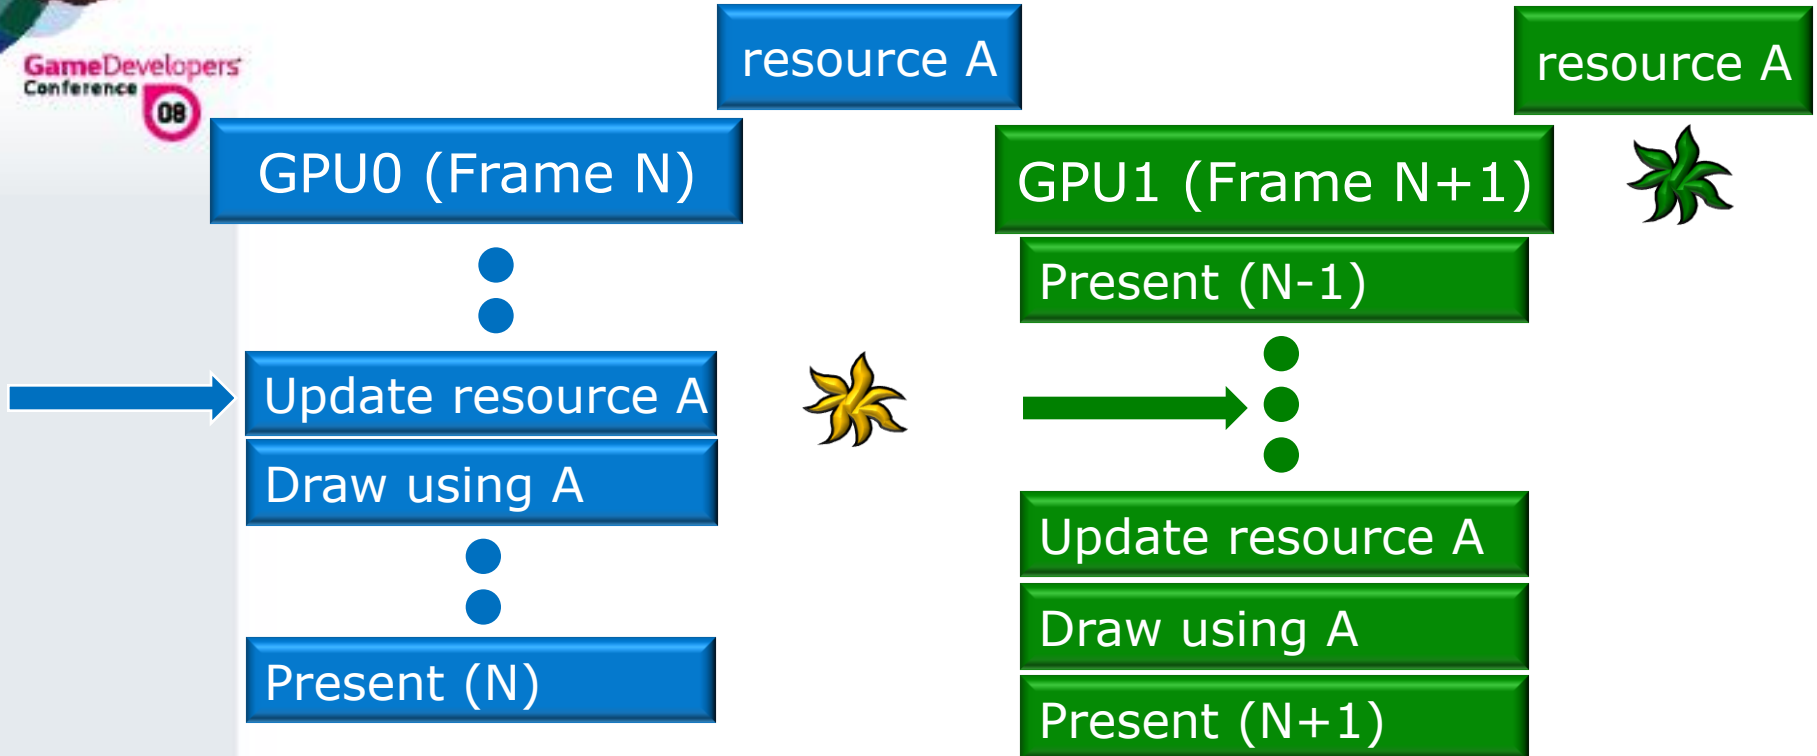 GameDevelopers
Conference
08
resource A
resource A
GPU0 (Frame N)
Update resource A
Draw using A
Present (N)
GPU1 (Frame N+1)
Present (N-1)
Update resource A
Draw using A
Present (N+1)